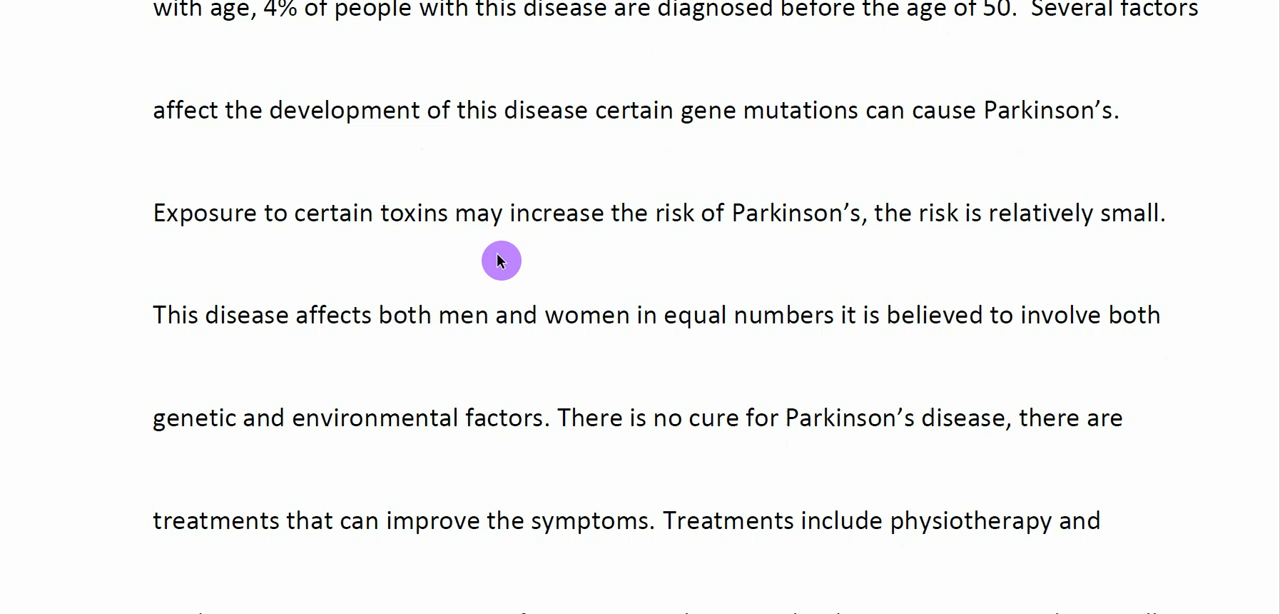 with age, 4% of people with this disease are diagnosed before the age of 50.  Several factors
affect the development of this disease certain gene mutations can cause Parkinson’s.
Exposure to certain toxins may increase the risk of Parkinson’s, the risk is relatively small.
This disease affects both men and women in equal numbers it is believed to involve both
genetic and environmental factors. There is no cure for Parkinson’s disease, there are
treatments that can improve the symptoms. Treatments include physiotherapy and